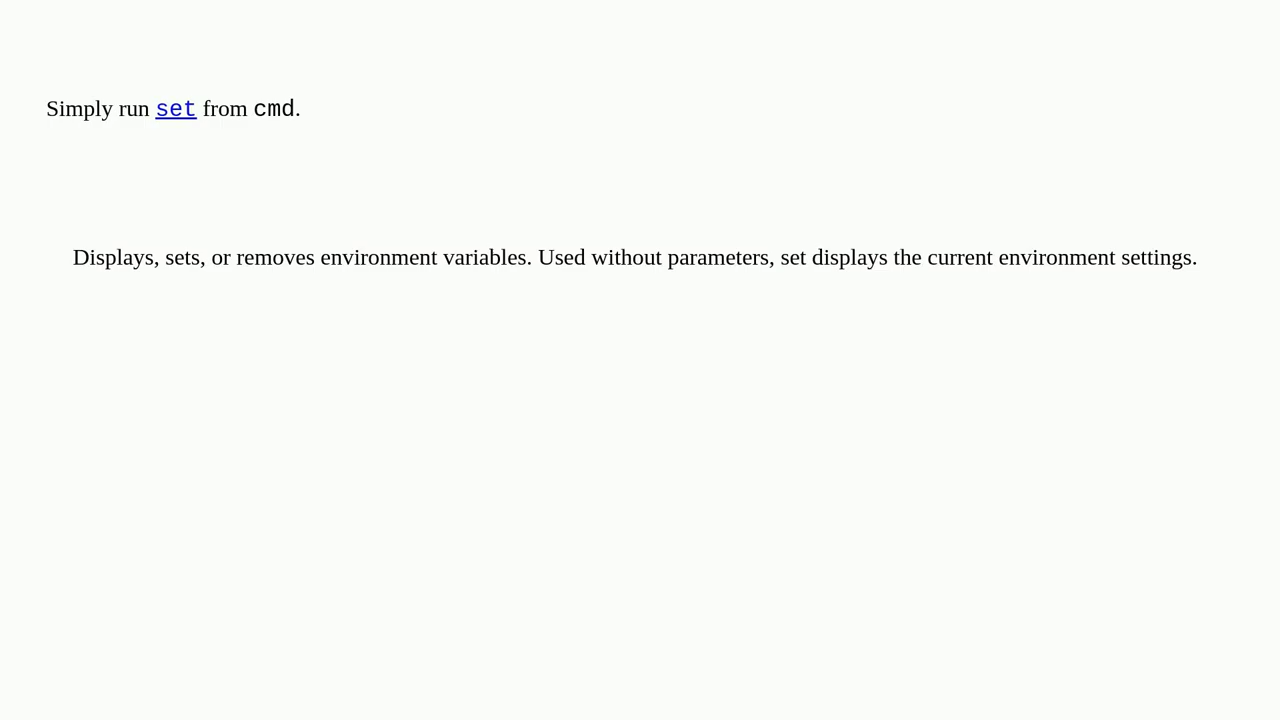 Simply run set from cmd.
Displays, sets, or removes environment variables. Used without parameters, set displays the current environment settings.